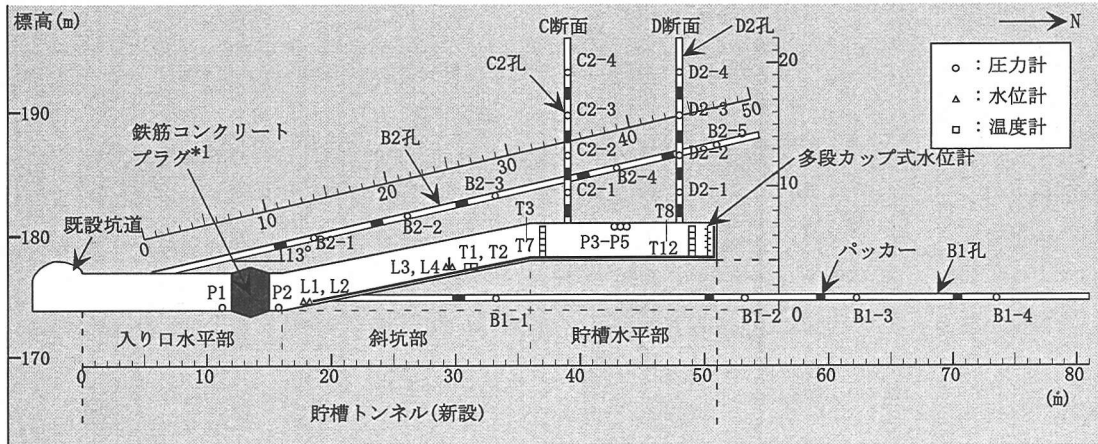 標高(m)
C断面
D断面
D2孔
N
20
C2-4
D2-4
C2孔
○ : 圧力計
△ : 水位計
□ : 温度計
190
C2-3
D2-3
50
鉄筋コンクリート
プラグ*1
B2孔
40
B2-5
30
C2-2
D2-2
多段カップ式水位計
20
B2-3
B2-4
10
C2-1
D2-1
10
既設坑道
0
B2-2
T3
T8
180
B2-1
13°
T7
P3-P5
T12
パッカー
B1孔
L3, L4
T1, T2
P1
P2
L1, L2
B1-1
B1-2
0
B1-3
B1-4
170
入り口水平部
斜坑部
貯槽水平部
0
10
20
30
40
50
60
70
80
貯槽トンネル(新設)
(m)